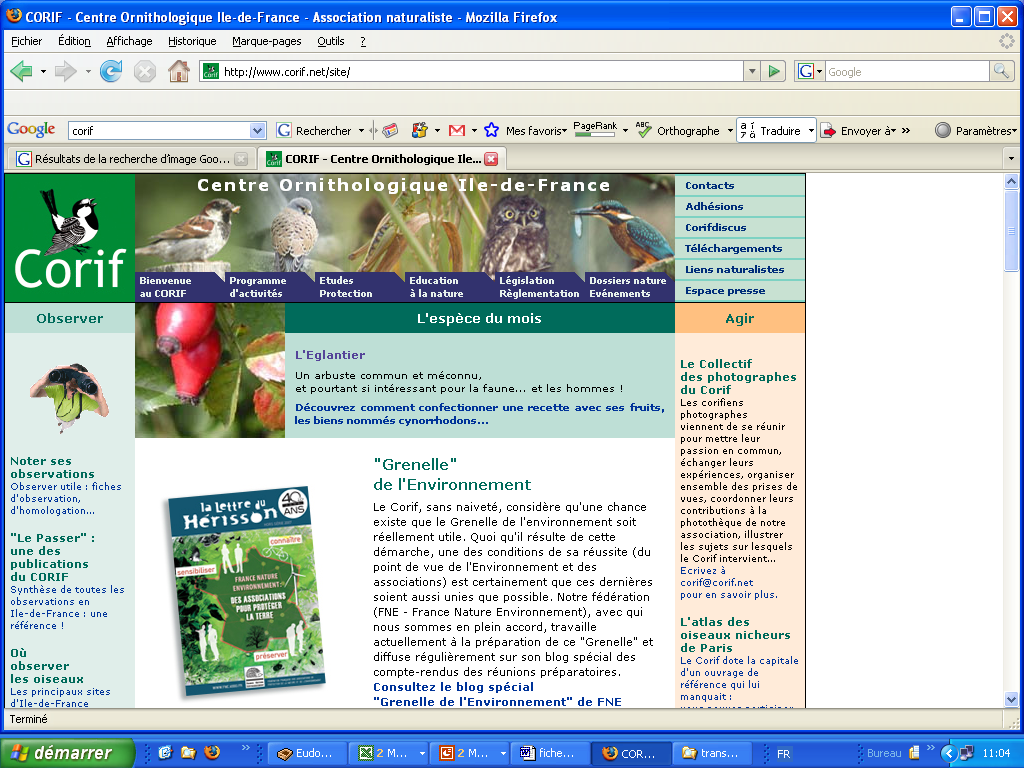 CORIF - Centre Ornithologique Ile-de-France - Association naturaliste - Mozilla Firefox
Fichier Édition Affichage Historique Marque-pages Outils ?
http://www.corif.net/site/
Google
Google corif Rechercher Mes favoris PageRank Orthographe Traduire Envoyer à Paramètres
Résultats de la recherche d'image Goo... CORIF - Centre Ornithologique Ile...
Centre Ornithologique Ile-de-France
Corif
Bienvenue
au CORIF
Programme
d'activités
Etudes
Protection
Education
à la nature
Législation
Règlementation
Dossiers nature
Evénements
Contacts
Adhésions
Corifdiscus
Téléchargements
Liens naturalistes
Espace presse
Observer
Noter ses
observations
Observer utile : fiches
d'observation,
d'homologation...
"Le Passer" :
une des
publications
du CORIF
Synthèse de toutes les
observations en
Ile-de-France : une
référence !
Où
observer
les oiseaux
Les principaux sites
d'Ile-de-France
L'espèce du mois
L'Eglantier
Un arbuste commun et méconnu,
et pourtant si intéressant pour la faune... et les hommes !
Découvrez comment confectionner une recette avec ses fruits,
les biens nommés cynorrhodons...
la lettre du
Hérisson
40 ANS
connaître
sensibiliser
FRANCE NATURE
ENVIRONNEMENT
DES ASSOCIATIONS
POUR PROTÉGER
LA TERRE
préserver
"Grenelle"
de l'Environnement
Le Corif, sans naiveté, considère qu'une chance
existe que le Grenelle de l'environnement soit
réellement utile. Quoi qu'il résulte de cette
démarche, une des conditions de sa réussite (du
point de vue de l'Environnement et des
associations) est certainement que ces dernières
soient aussi unies que possible. Notre fédération
(FNE - France Nature Environnement), avec qui
nous sommes en plein accord, travaille
actuellement à la préparation de ce "Grenelle" et
diffuse régulièrement sur son blog spécial des
compte-rendus des réunions préparatoires.
Consultez le blog spécial
"Grenelle de l'Environnement" de FNE
Agir
Le Collectif
des photographes
du Corif
Les corifiens
photographes
viennent de se réunir
pour mettre leur
passion en commun,
échanger leurs
expériences, organiser
ensemble des prises de
vues, coordonner leurs
contributions à la
photothèque de notre
association, illustrer
les sujets sur lesquels
le Corif intervient...
Ecrivez à
corif@corif.net
pour en savoir plus.
L'atlas des
oiseaux nicheurs
de Paris
Le Corif dote la capitale
d'un ouvrage de
référence qui lui
manquait :
Terminé
démarrer Eudo... 2 M... 2 M... fiche... COR... trans... FR Bureau 11:04